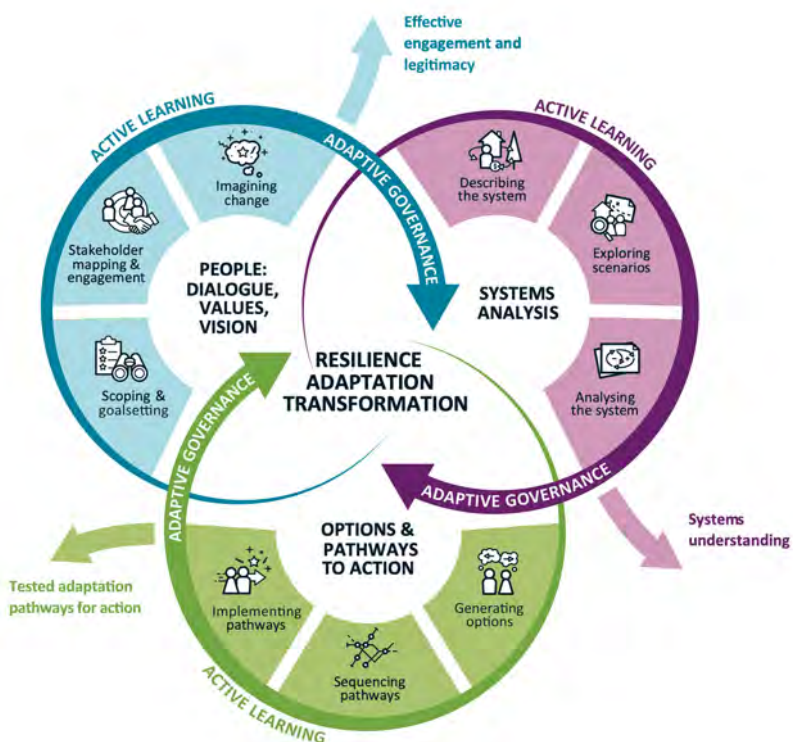 Effective
engagement and
legitimacy
ACTIVE LEARNING
ADAPTIVE GOVERNANCE
Imagining
change
Stakeholder
mapping &
engagement
Scoping &
goalsetting
PEOPLE:
DIALOGUE,
VALUES,
VISION
ACTIVE LEARNING
Describing
the system
Exploring
scenarios
Analysing
the system
SYSTEMS
ANALYSIS
ADAPTIVE GOVERNANCE
Systems
understanding
RESILIENCE
ADAPTATION
TRANSFORMATION
OPTIONS &
PATHWAYS
TO ACTION
Generating
options
Sequencing
pathways
Implementing
pathways
ADAPTIVE GOVERNANCE
ACTIVE LEARNING
Tested adaptation
pathways for action